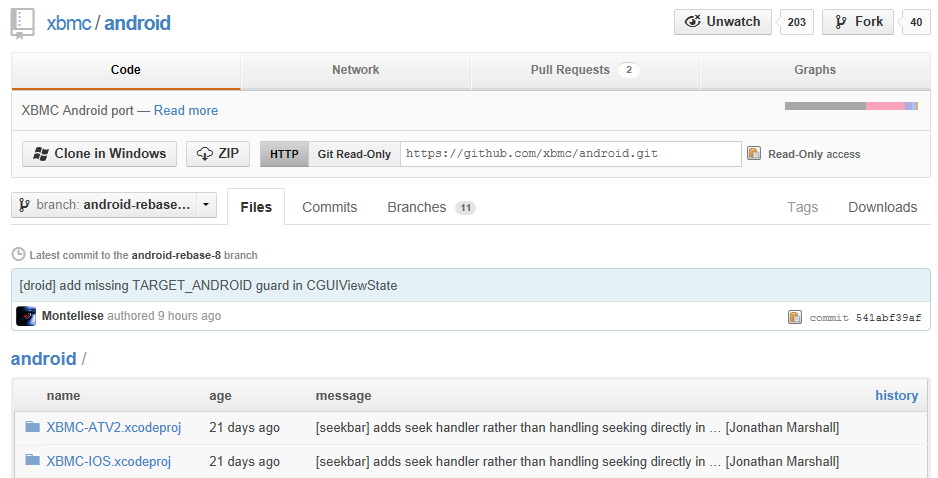 xbmc / android Unwatch 203 Fork 40
Code Network Pull Requests 2 Graphs
XBMC Android port — Read more
Clone in Windows ZIP HTTP Git Read-Only https://github.com/xbmc/android.git Read-Only access
branch: android-rebase... Files Commits Branches 11 Tags Downloads
Latest commit to the android-rebase-8 branch
[droid] add missing TARGET_ANDROID guard in CGUIViewState
Montellese authored 9 hours ago commit 541abf39af
android /
name age message history
XBMC-ATV2.xcodeproj 21 days ago [seekbar] adds seek handler rather than handling seeking directly in … [Jonathan Marshall]
XBMC-IOS.xcodeproj 21 days ago [seekbar] adds seek handler rather than handling seeking directly in … [Jonathan Marshall]